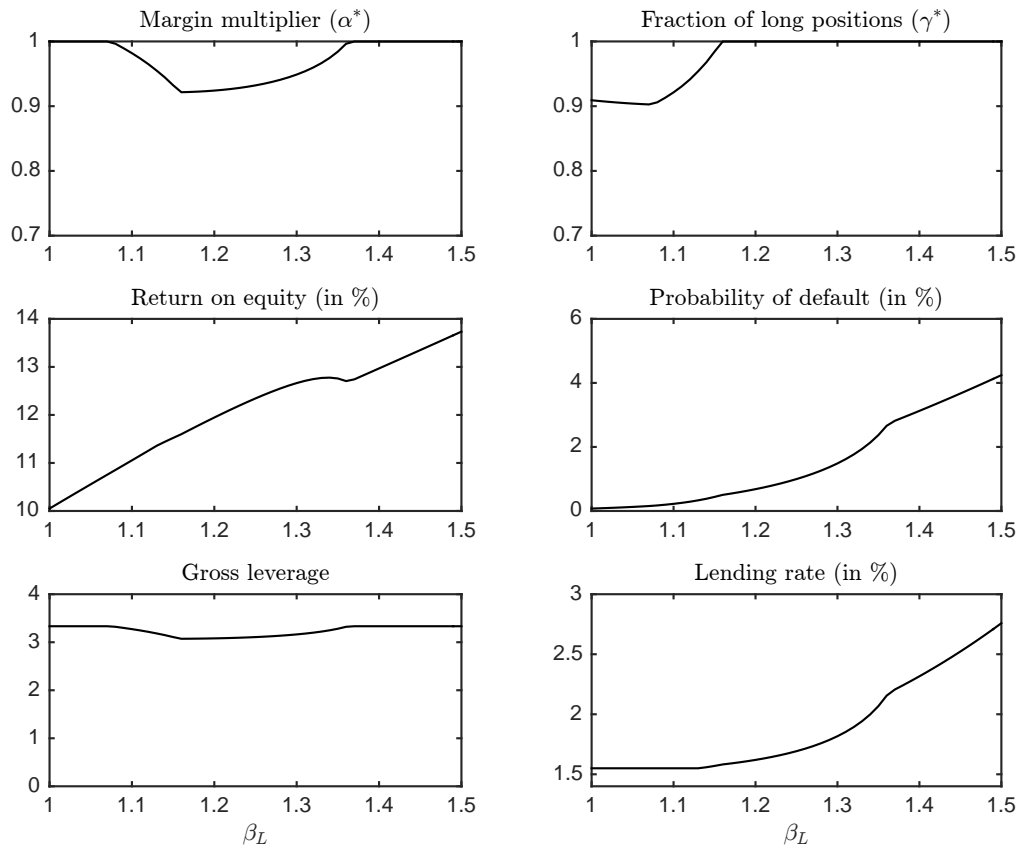 Margin multiplier (α*)
1
0.9
0.8
0.7
1 1.1 1.2 1.3 1.4 1.5
Fraction of long positions (γ*)
1
0.9
0.8
0.7
1 1.1 1.2 1.3 1.4 1.5
Return on equity (in %)
14
13
12
11
10
1 1.1 1.2 1.3 1.4 1.5
Probability of default (in %)
6
4
2
0
1 1.1 1.2 1.3 1.4 1.5
Gross leverage
4
3
2
1
0
1 1.1 1.2 1.3 1.4 1.5
β_L
Lending rate (in %)
3
2.5
2
1.5
1 1.1 1.2 1.3 1.4 1.5
β_L